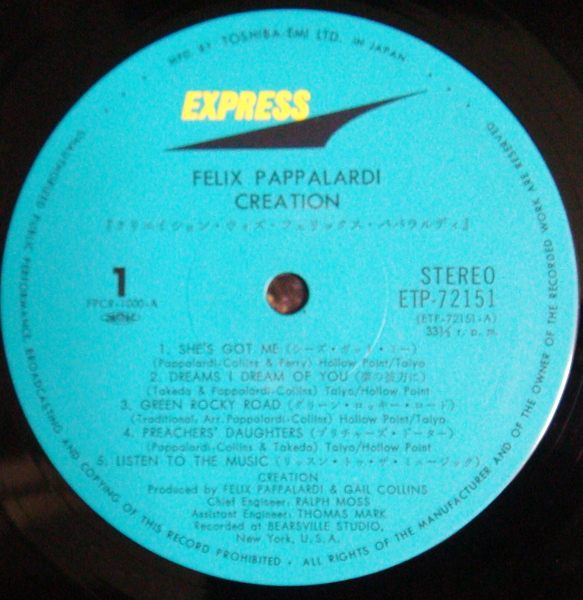 MFD. BY TOSHIBA EMI LTD. IN JAPAN
EXPRESS
FELIX PAPPALARDI
CREATION
『クリエイション・ウィズ・フェリックス・パパラルディ』
1
STEREO
FPCR-1000-A
ETP-72151
(ETP-72151-A)
33⅓ r.p.m.
1. SHE'S GOT ME (シーズ・ガット・ミー)
(Pappalardi-Collins & Perry) Hollow Point/Taiyo
2. DREAMS I DREAM OF YOU (夢の彼方に)
(Takeda & Pappalardi-Collins) Taiyo/Hollow Point
3. GREEN ROCKY ROAD (グリーン・ロッキー・ロード)
(Traditional, Arr. Pappalardi-Collins) Hollow Point/Taiyo
4. PREACHERS' DAUGHTERS (プリチャーズ・ドーター)
(Pappalardi-Collins & Takeda) Taiyo/Hollow Point
5. LISTEN TO THE MUSIC (リッスン・トゥ・ザ・ミュージック)
CREATION
Produced by FELIX PAPPALARDI & GAIL COLLINS
Chief Engineer: RALPH MOSS
Assistant Engineer: THOMAS MARK
Recorded at BEARSVILLE STUDIO,
New York, U.S.A.
UNAUTHORIZED PUBLIC PERFORMANCE, BROADCASTING AND COPYING OF THIS RECORD PROHIBITED • ALL RIGHTS OF THE MANUFACTURER AND OF THE OWNER OF THE RECORDED WORK ARE RESERVED